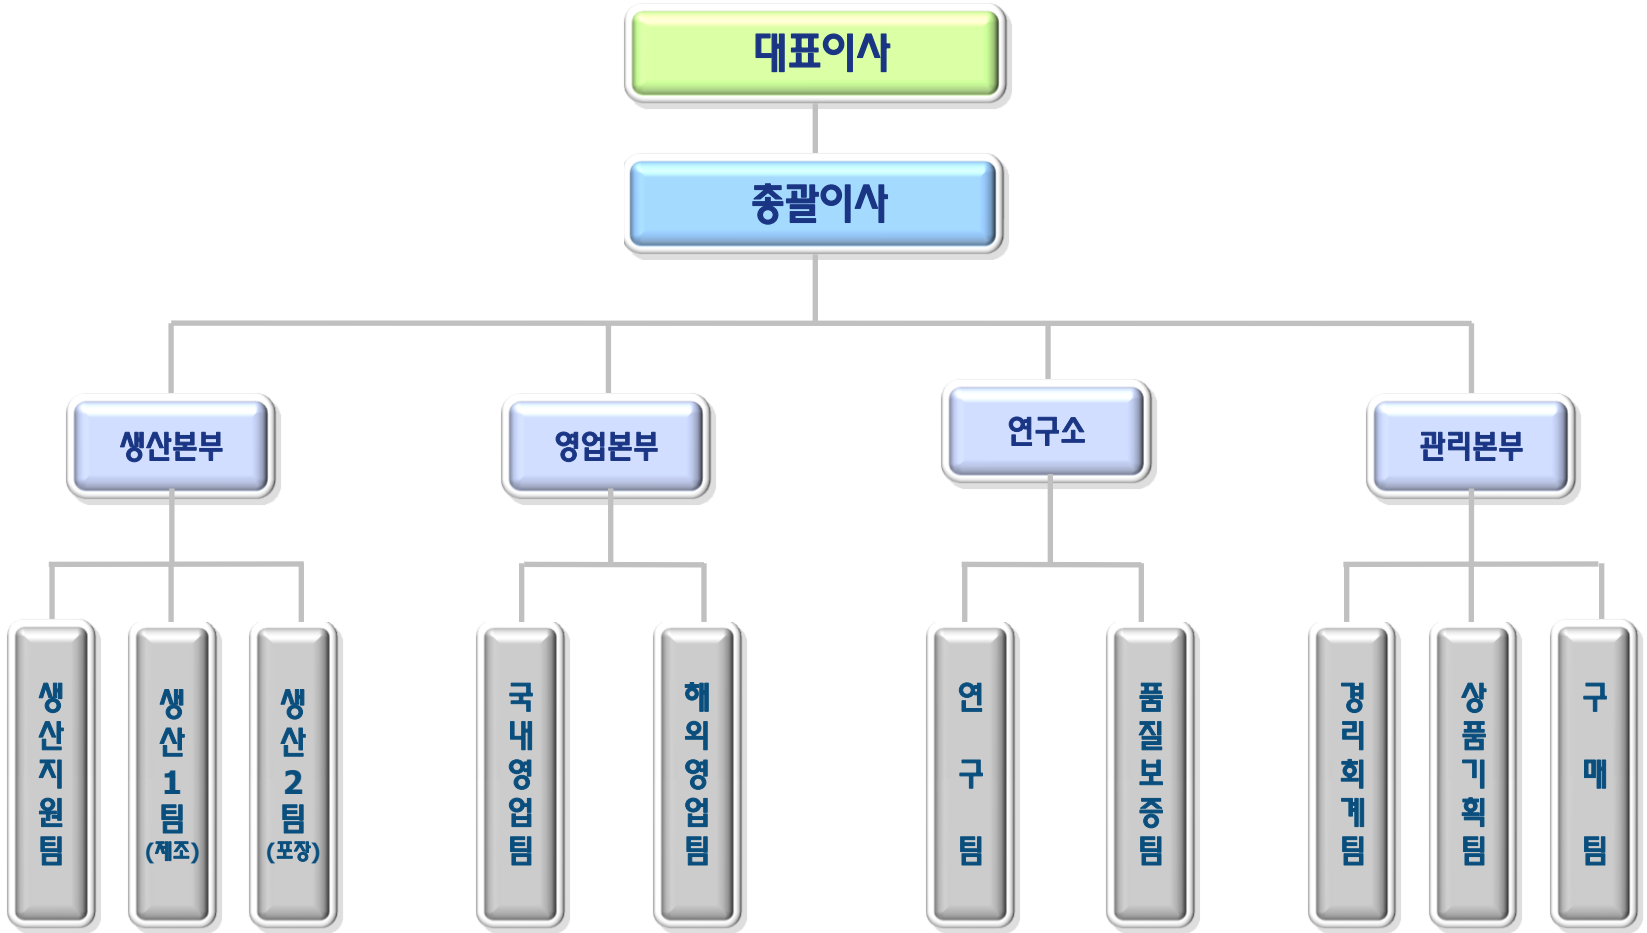 대표이사
총괄이사
생산본부
영업본부
연구소
관리본부
생산지원팀
생산1팀
(제조)
생산2팀
(포장)
국내영업팀
해외영업팀
연구팀
품질보증팀
경리회계팀
상품기획팀
구매팀